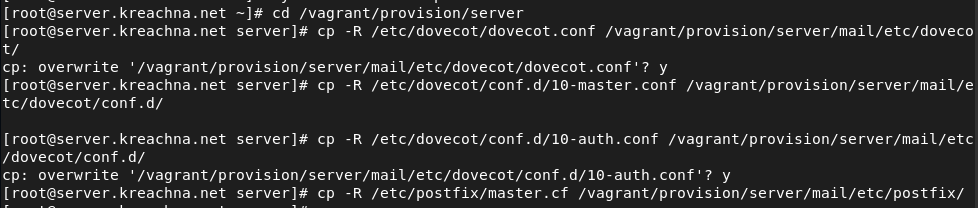 [root@server.kreachna.net ~]# cd /vagrant/provision/server
[root@server.kreachna.net server]# cp -R /etc/dovecot/dovecot.conf /vagrant/provision/server/mail/etc/doveco
t/
cp: overwrite '/vagrant/provision/server/mail/etc/dovecot/dovecot.conf'? y
[root@server.kreachna.net server]# cp -R /etc/dovecot/conf.d/10-master.conf /vagrant/provision/server/mail/e
tc/dovecot/conf.d/
[root@server.kreachna.net server]# cp -R /etc/dovecot/conf.d/10-auth.conf /vagrant/provision/server/mail/etc
/dovecot/conf.d/
cp: overwrite '/vagrant/provision/server/mail/etc/dovecot/conf.d/10-auth.conf'? y
[root@server.kreachna.net server]# cp -R /etc/postfix/master.cf /vagrant/provision/server/mail/etc/postfix/